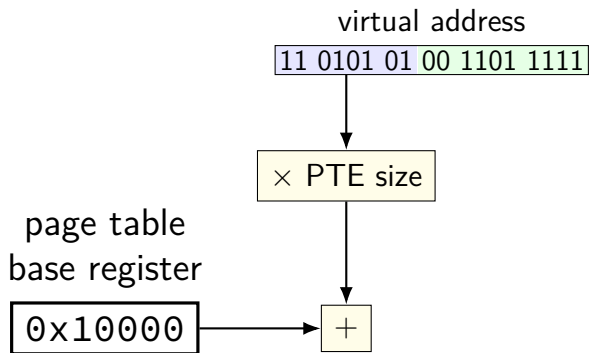 virtual address
11 0101 01 00 1101 1111
× PTE size
page table
base register
0x10000
+